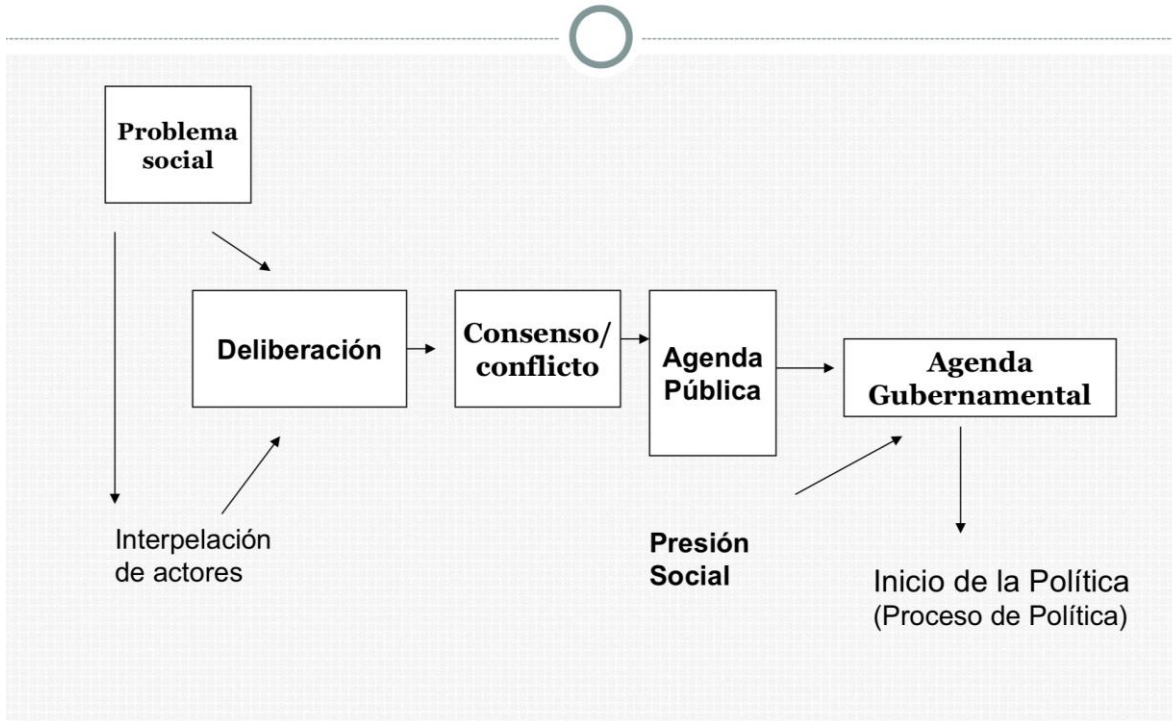 Problema
social
Deliberación
Consenso/
conflicto
Agenda
Pública
Agenda
Gubernamental
Interpelación
de actores
Presión
Social
Inicio de la Política
(Proceso de Política)